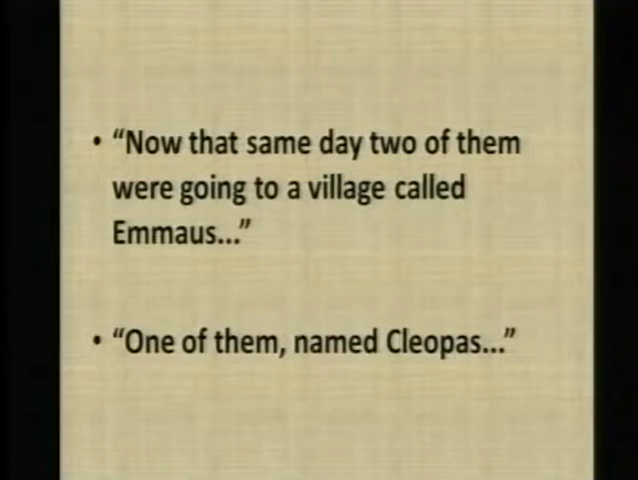 • “Now that same day two of them
were going to a village called
Emmaus...”
• “One of them, named Cleopas...”